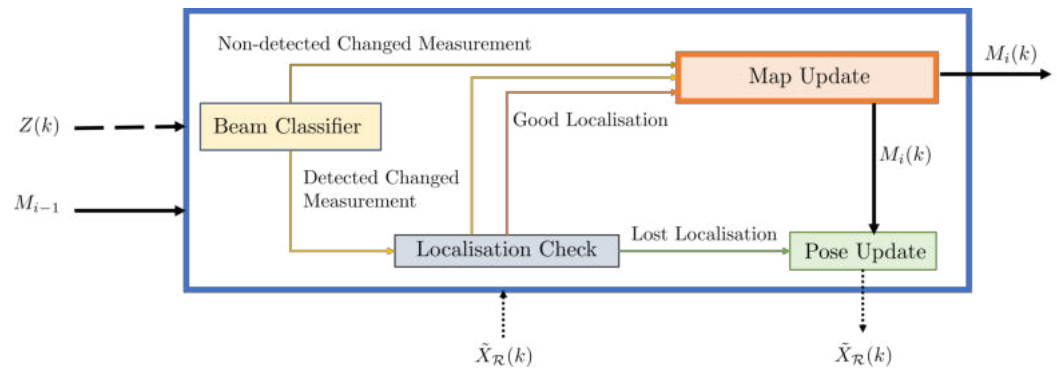 Non-detected Changed Measurement
Map Update
M_i(k)
Z(k)
Beam Classifier
Good Localisation
M_i(k)
Detected Changed
Measurement
M_{i-1}
Localisation Check
Lost Localisation
Pose Update
X̃_ℛ(k)
X̃_ℛ(k)